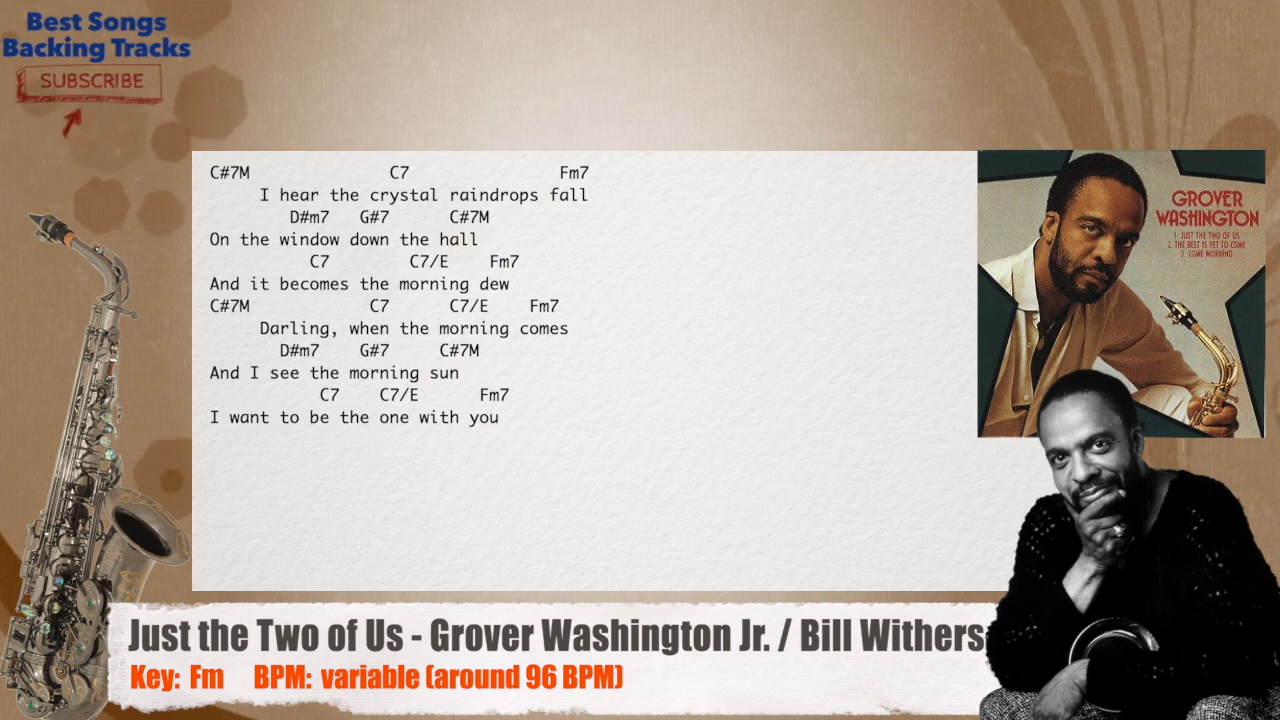 Best Songs
Backing Tracks
SUBSCRIBE
C#7M              C7               Fm7
     I hear the crystal raindrops fall
        D#m7   G#7      C#7M
On the window down the hall
          C7        C7/E    Fm7
And it becomes the morning dew
C#7M            C7      C7/E    Fm7
     Darling, when the morning comes
       D#m7    G#7     C#7M
And I see the morning sun
           C7    C7/E      Fm7
I want to be the one with you
GROVER
WASHINGTON
1. JUST THE TWO OF US
2. THE BEST IS YET TO COME
3. COME MORNING
Just the Two of Us - Grover Washington Jr. / Bill Withers
Key: Fm    BPM: variable (around 96 BPM)